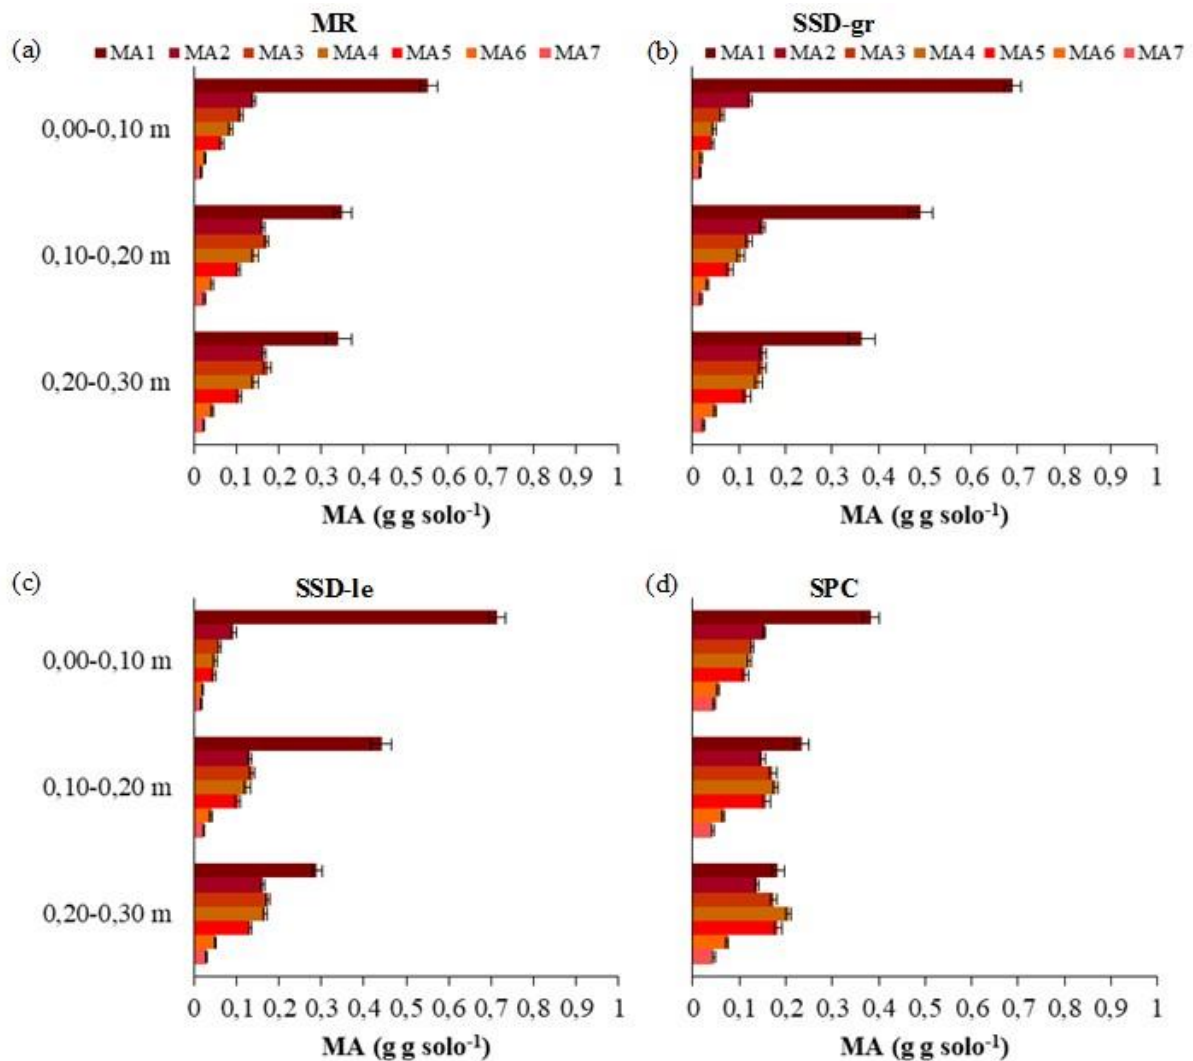 MR
(a)
MA1 MA2 MA3 MA4 MA5 MA6 MA7
0,00-0,10 m
0,10-0,20 m
0,20-0,30 m
0 0,1 0,2 0,3 0,4 0,5 0,6 0,7 0,8 0,9 1
MA (g g solo⁻¹)
SSD-gr
(b)
MA1 MA2 MA3 MA4 MA5 MA6 MA7
0 0,1 0,2 0,3 0,4 0,5 0,6 0,7 0,8 0,9 1
MA (g g solo⁻¹)
(c)
SSD-le
0,00-0,10 m
0,10-0,20 m
0,20-0,30 m
0 0,1 0,2 0,3 0,4 0,5 0,6 0,7 0,8 0,9 1
MA (g g solo⁻¹)
(d)
SPC
0 0,1 0,2 0,3 0,4 0,5 0,6 0,7 0,8 0,9 1
MA (g g solo⁻¹)